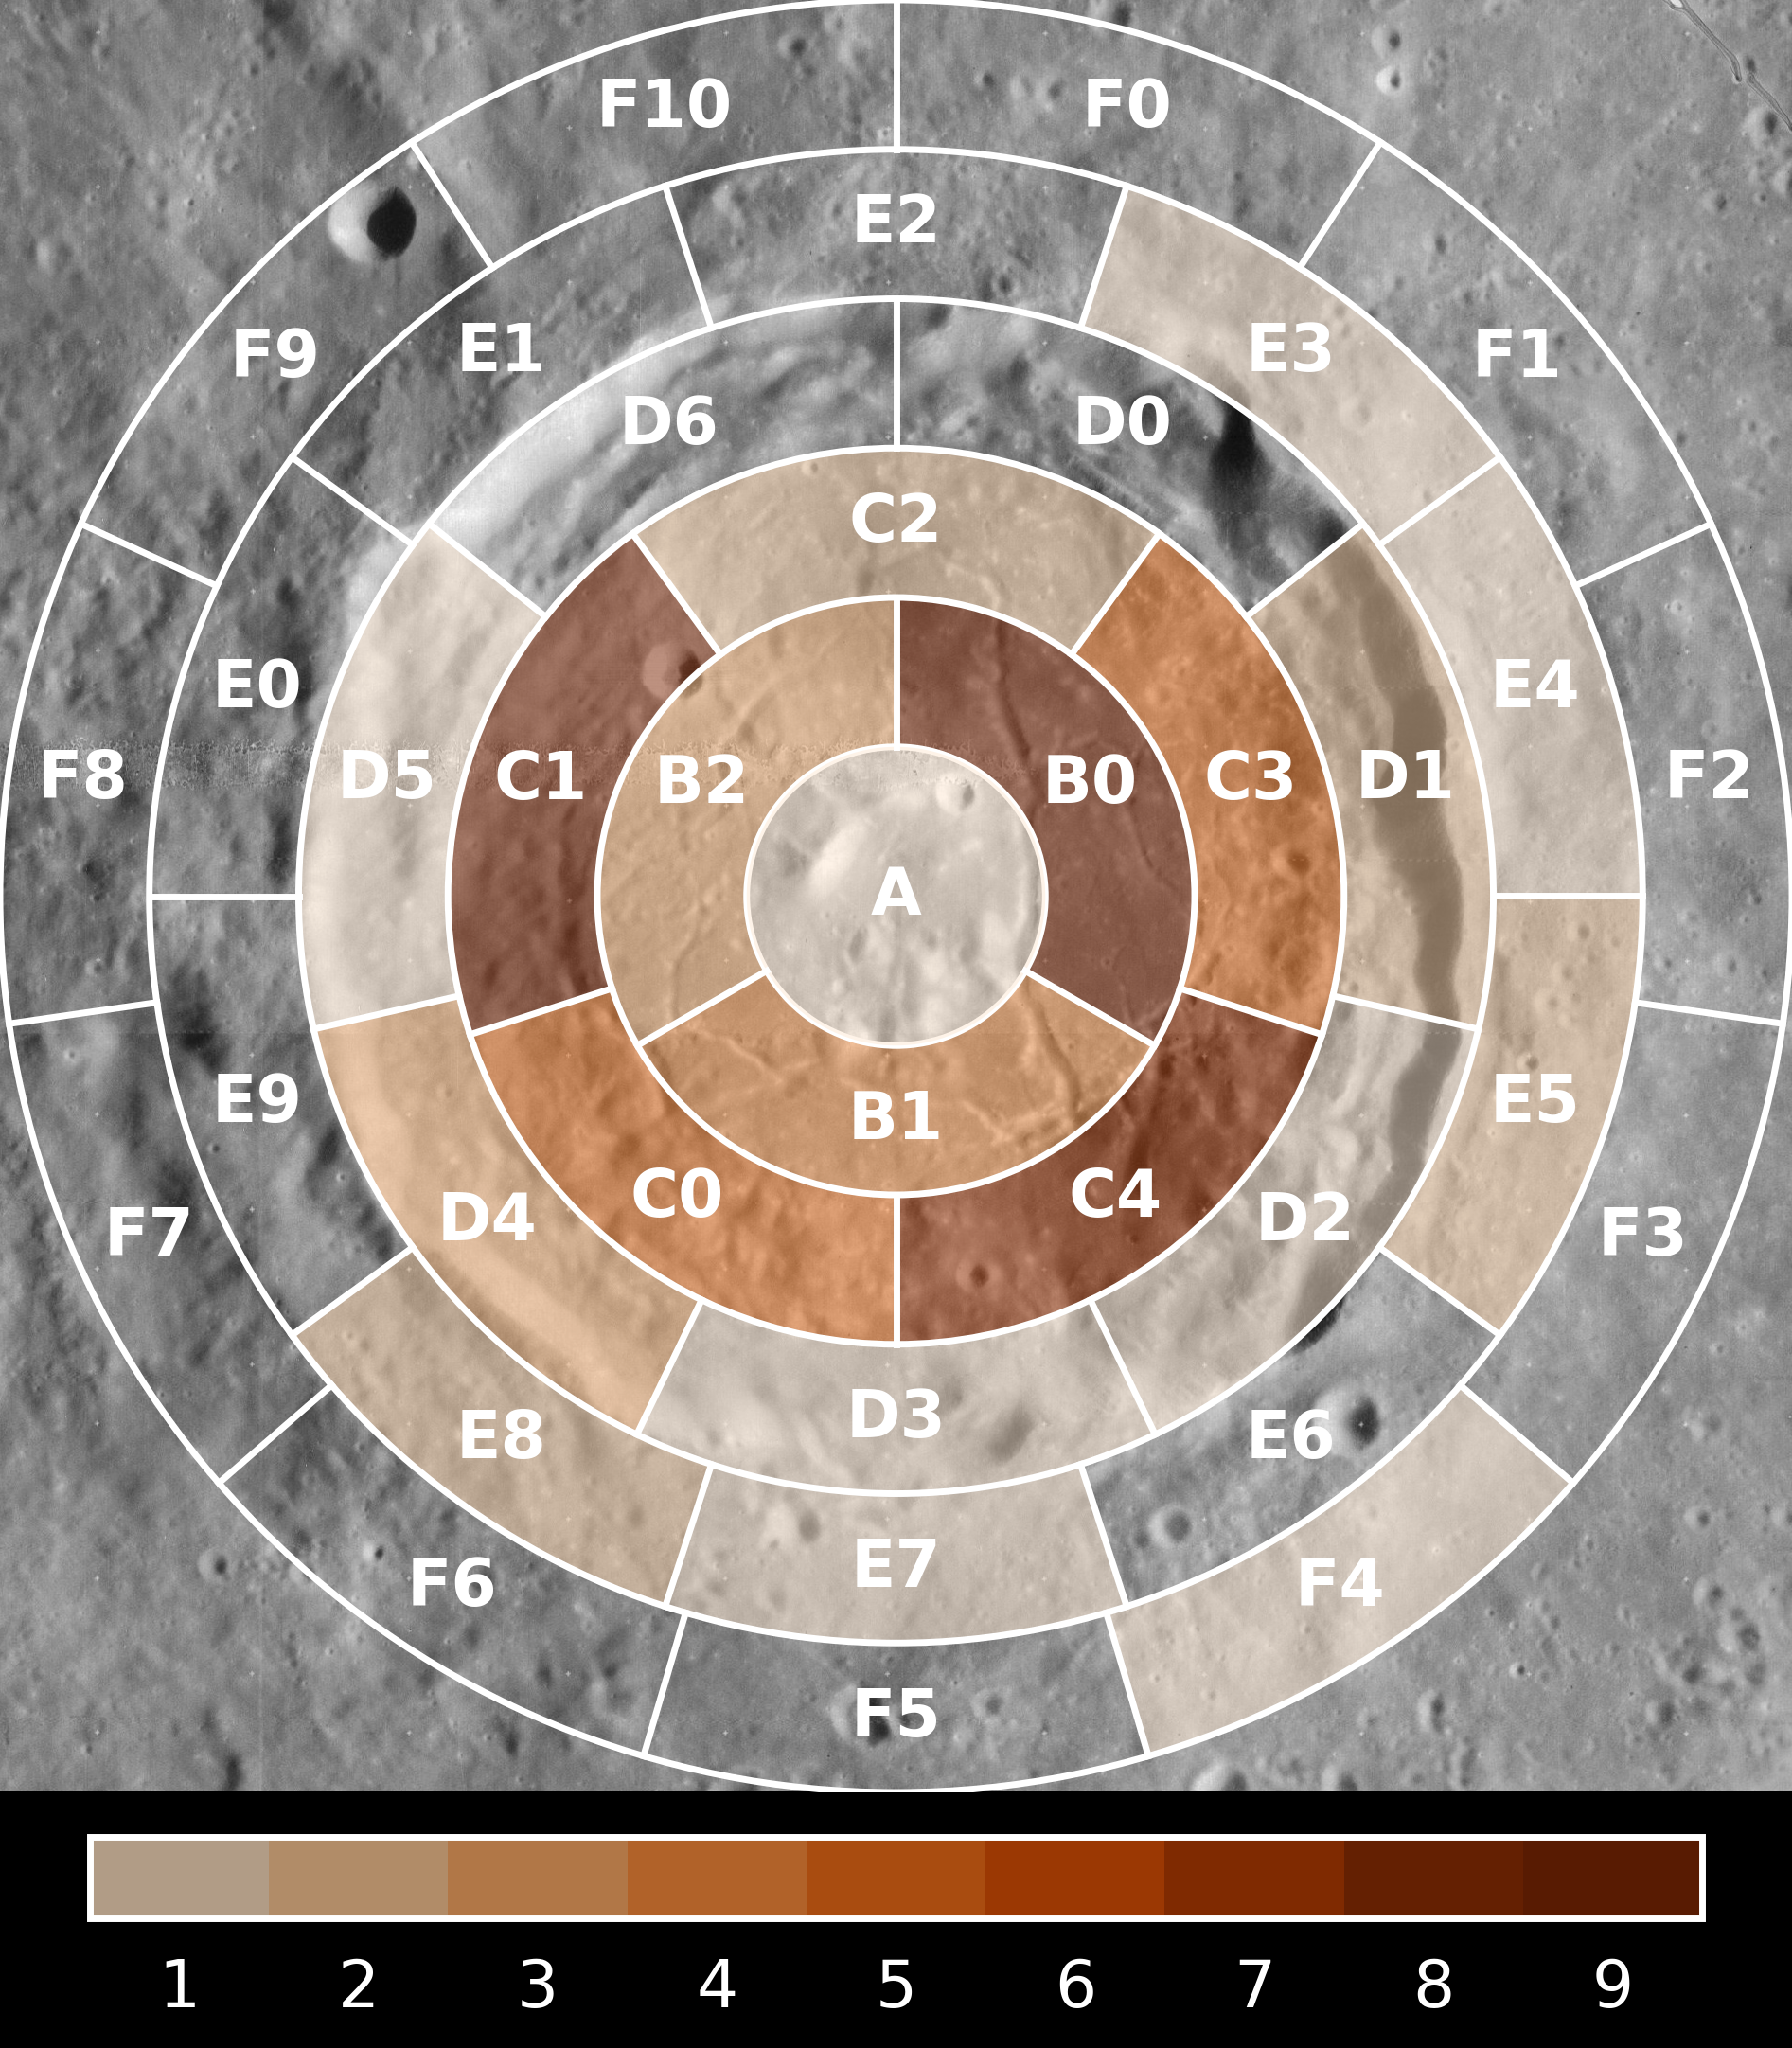 F10 F0
E2
F9 E1 E3 F1
D6 D0
C2
E0 E4
F8 D5 C1 B2 B0 C3 D1 F2
A
E9 B1 E5
F7 D4 C0 C4 D2 F3
E8 D3 E6
F6 E7 F4
F5
1 2 3 4 5 6 7 8 9